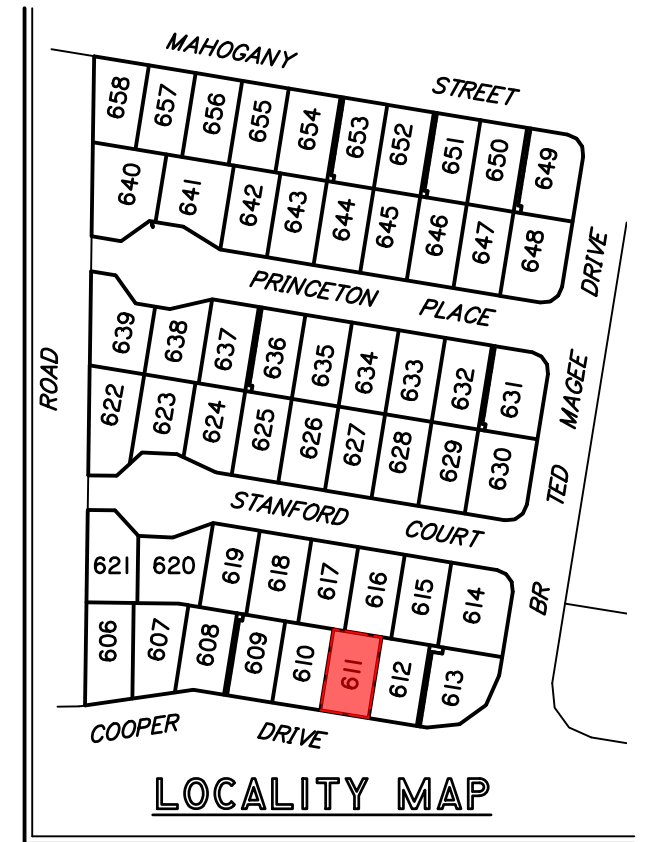 MAHOGANY STREET
658 657 656 655 654 653 652 651 650 649
640 641 642 643 644 645 646 647 648
PRINCETON PLACE
DRIVE
639 638 637 636 635 634 633 632 631
ROAD
MAGEE
622 623 624 625 626 627 628 629 630
TED
STANFORD COURT
621 620 619 618 617 616 615 614
BR
606 607 608 609 610 611 612 613
COOPER DRIVE
LOCALITY MAP